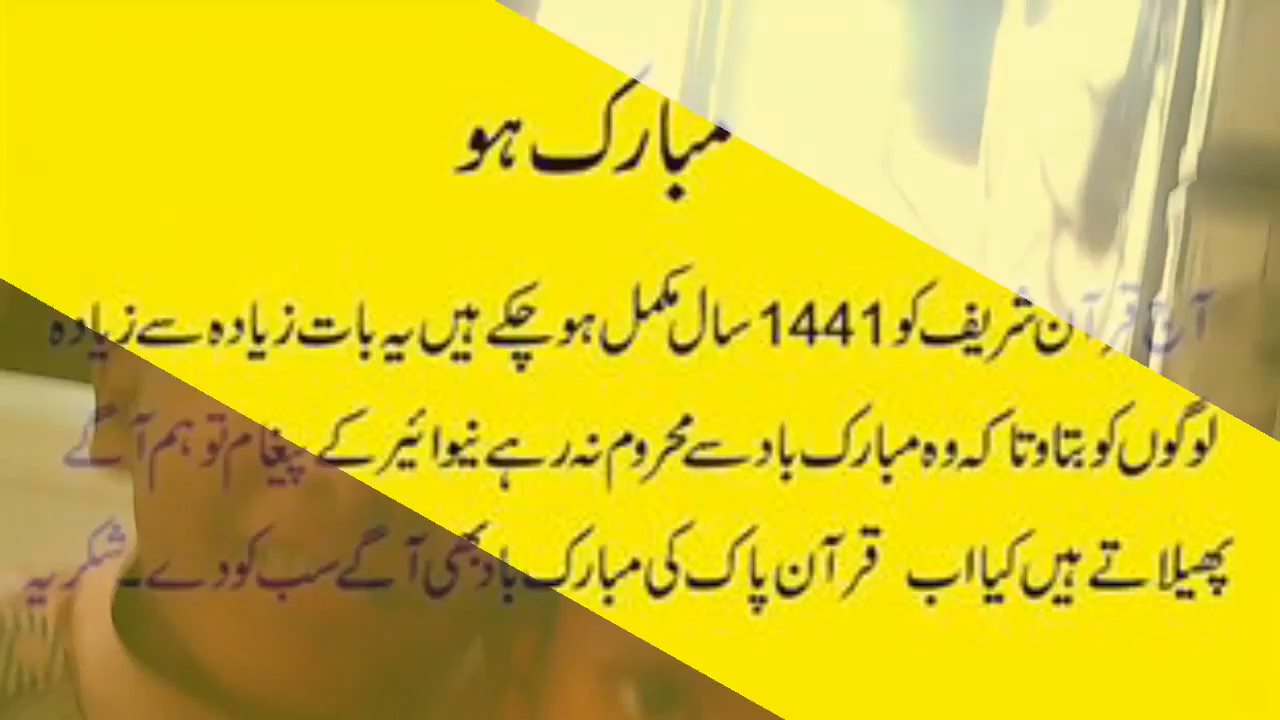 مبارک ہو
آج قرآن شریف کو 1441 سال مکمل ہو چکے ہیں یہ بات زیادہ سے زیادہ
لوگوں کو بتاو تا کہ وہ مبارک باد سے محروم نہ رہے نیوائیر کے پیغام تو ہم آگے
پھیلاتے ہیں کیا اب قرآن پاک کی مبارک باد بھی آگے سب کو دے۔ شکریہ